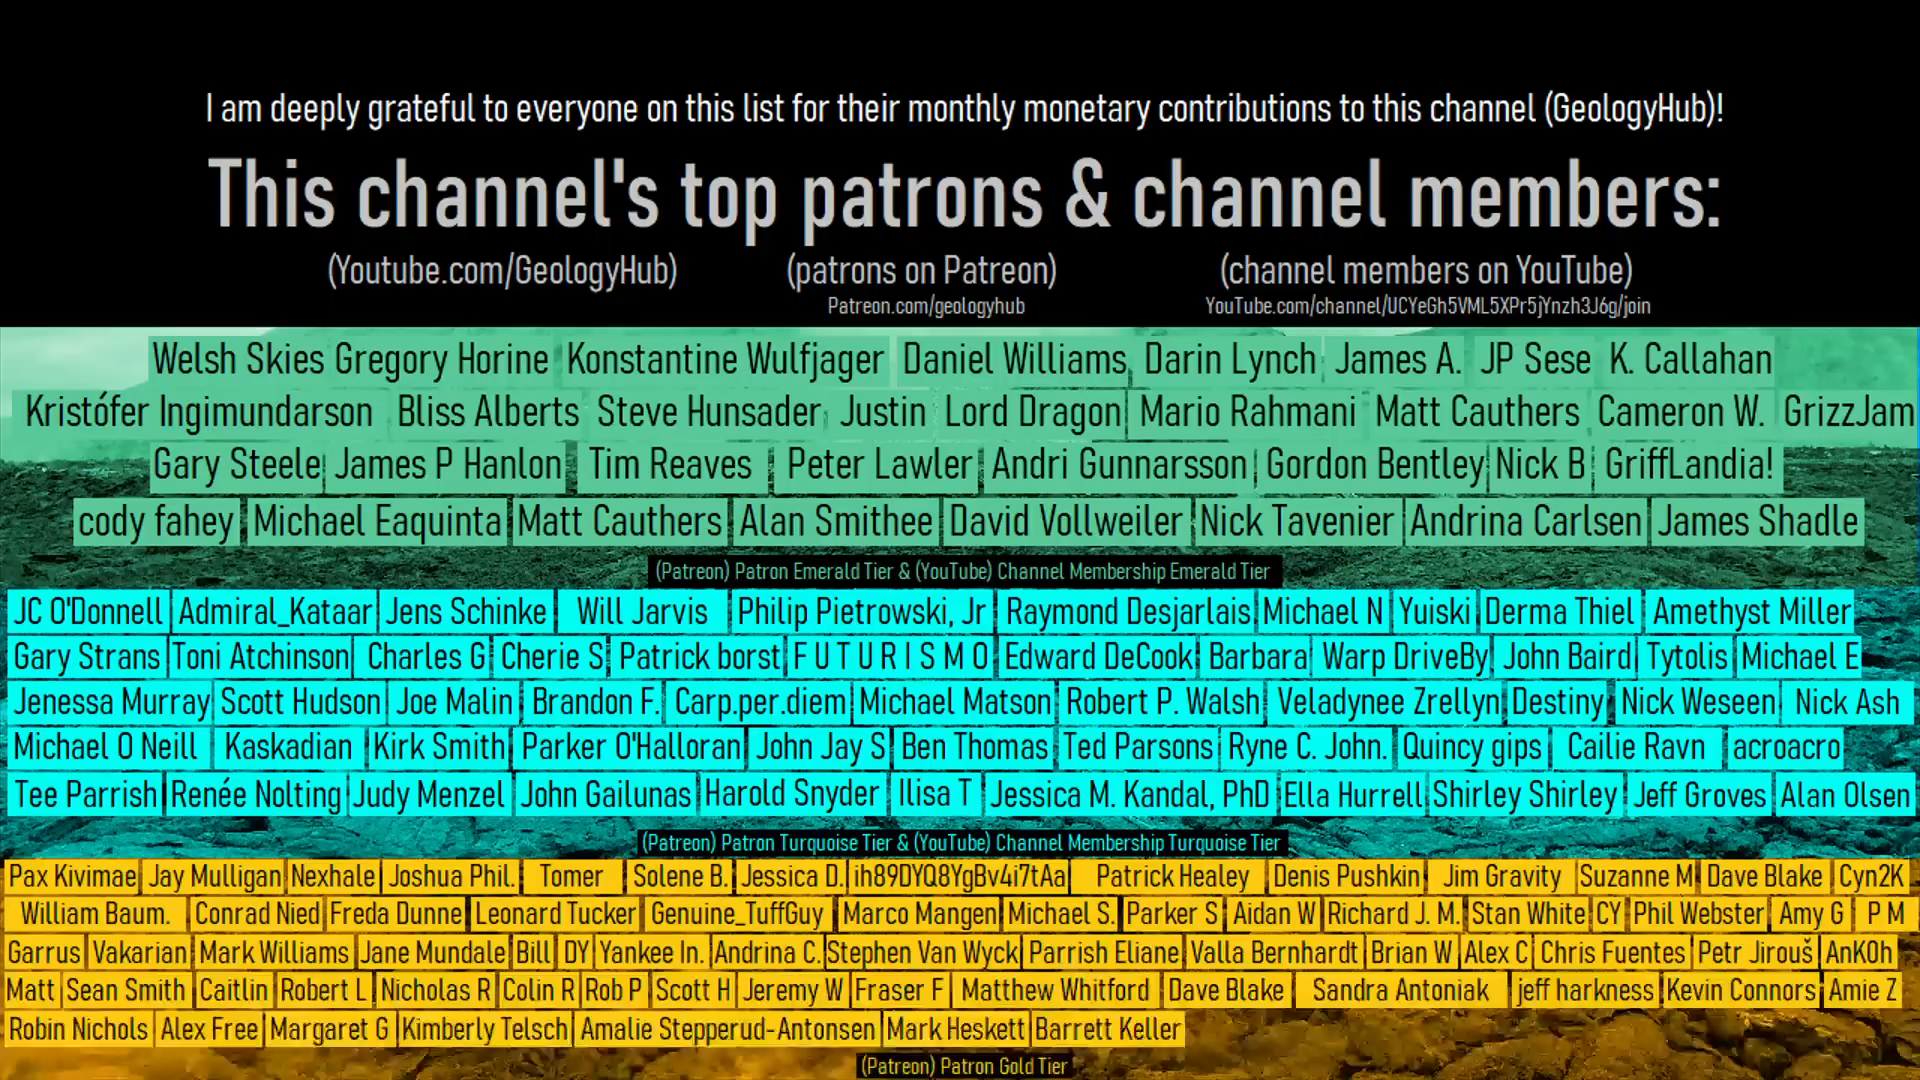 I am deeply grateful to everyone on this list for their monthly monetary contributions to this channel (GeologyHub)!
This channel's top patrons & channel members:
(Youtube.com/GeologyHub) (patrons on Patreon) (channel members on YouTube)
Patreon.com/geologyhub YouTube.com/channel/UCYeGh5VML5XPr5jYnzh3J6g/join
Welsh Skies Gregory Horine Konstantine Wulfjager Daniel Williams Darin Lynch James A. JP Sese K. Callahan
Kristófer Ingimundarson Bliss Alberts Steve Hunsader Justin Lord Dragon Mario Rahmani Matt Cauthers Cameron W. GrizzJam
Gary Steele James P Hanlon Tim Reaves Peter Lawler Andri Gunnarsson Gordon Bentley Nick B GriffLandia!
cody fahey Michael Eaquinta Matt Cauthers Alan Smithee David Vollweiler Nick Tavenier Andrina Carlsen James Shadle
(Patreon) Patron Emerald Tier & (YouTube) Channel Membership Emerald Tier
JC O'Donnell Admiral_Kataar Jens Schinke Will Jarvis Philip Pietrowski, Jr Raymond Desjarlais Michael N Yuiski Derma Thiel Amethyst Miller
Gary Strans Toni Atchinson Charles G Cherie S Patrick borst F U T U R I S M O Edward DeCook Barbara Warp DriveBy John Baird Tytolis Michael E
Jenessa Murray Scott Hudson Joe Malin Brandon F. Carp.per.diem Michael Matson Robert P. Walsh Veladynee Zrellyn Destiny Nick Weseen Nick Ash
Michael O Neill Kaskadian Kirk Smith Parker O'Halloran John Jay S Ben Thomas Ted Parsons Ryne C. John. Quincy gips Cailie Ravn acroacro
Tee Parrish Renée Nolting Judy Menzel John Gailunas Harold Snyder Ilisa T Jessica M. Kandal, PhD Ella Hurrell Shirley Shirley Jeff Groves Alan Olsen
(Patreon) Patron Turquoise Tier & (YouTube) Channel Membership Turquoise Tier
Pax Kivimae Jay Mulligan Nexhale Joshua Phil. Tomer Solene B. Jessica D. ih89DYQ8YgBv4i7tAa Patrick Healey Denis Pushkin Jim Gravity Suzanne M Dave Blake Cyn2K
William Baum. Conrad Nied Freda Dunne Leonard Tucker Genuine_TuffGuy Marco Mangen Michael S. Parker S Aidan W Richard J. M. Stan White CY Phil Webster Amy G P M
Garrus Vakarian Mark Williams Jane Mundale Bill DY Yankee In. Andrina C. Stephen Van Wyck Parrish Eliane Valla Bernhardt Brian W Alex C Chris Fuentes Petr Jirouš AnK0h
Matt Sean Smith Caitlin Robert L Nicholas R Colin R Rob P Scott H Jeremy W Fraser F Matthew Whitford Dave Blake Sandra Antoniak jeff harkness Kevin Connors Amie Z
Robin Nichols Alex Free Margaret G Kimberly Telsch Amalie Stepperud-Antonsen Mark Heskett Barrett Keller
(Patreon) Patron Gold Tier